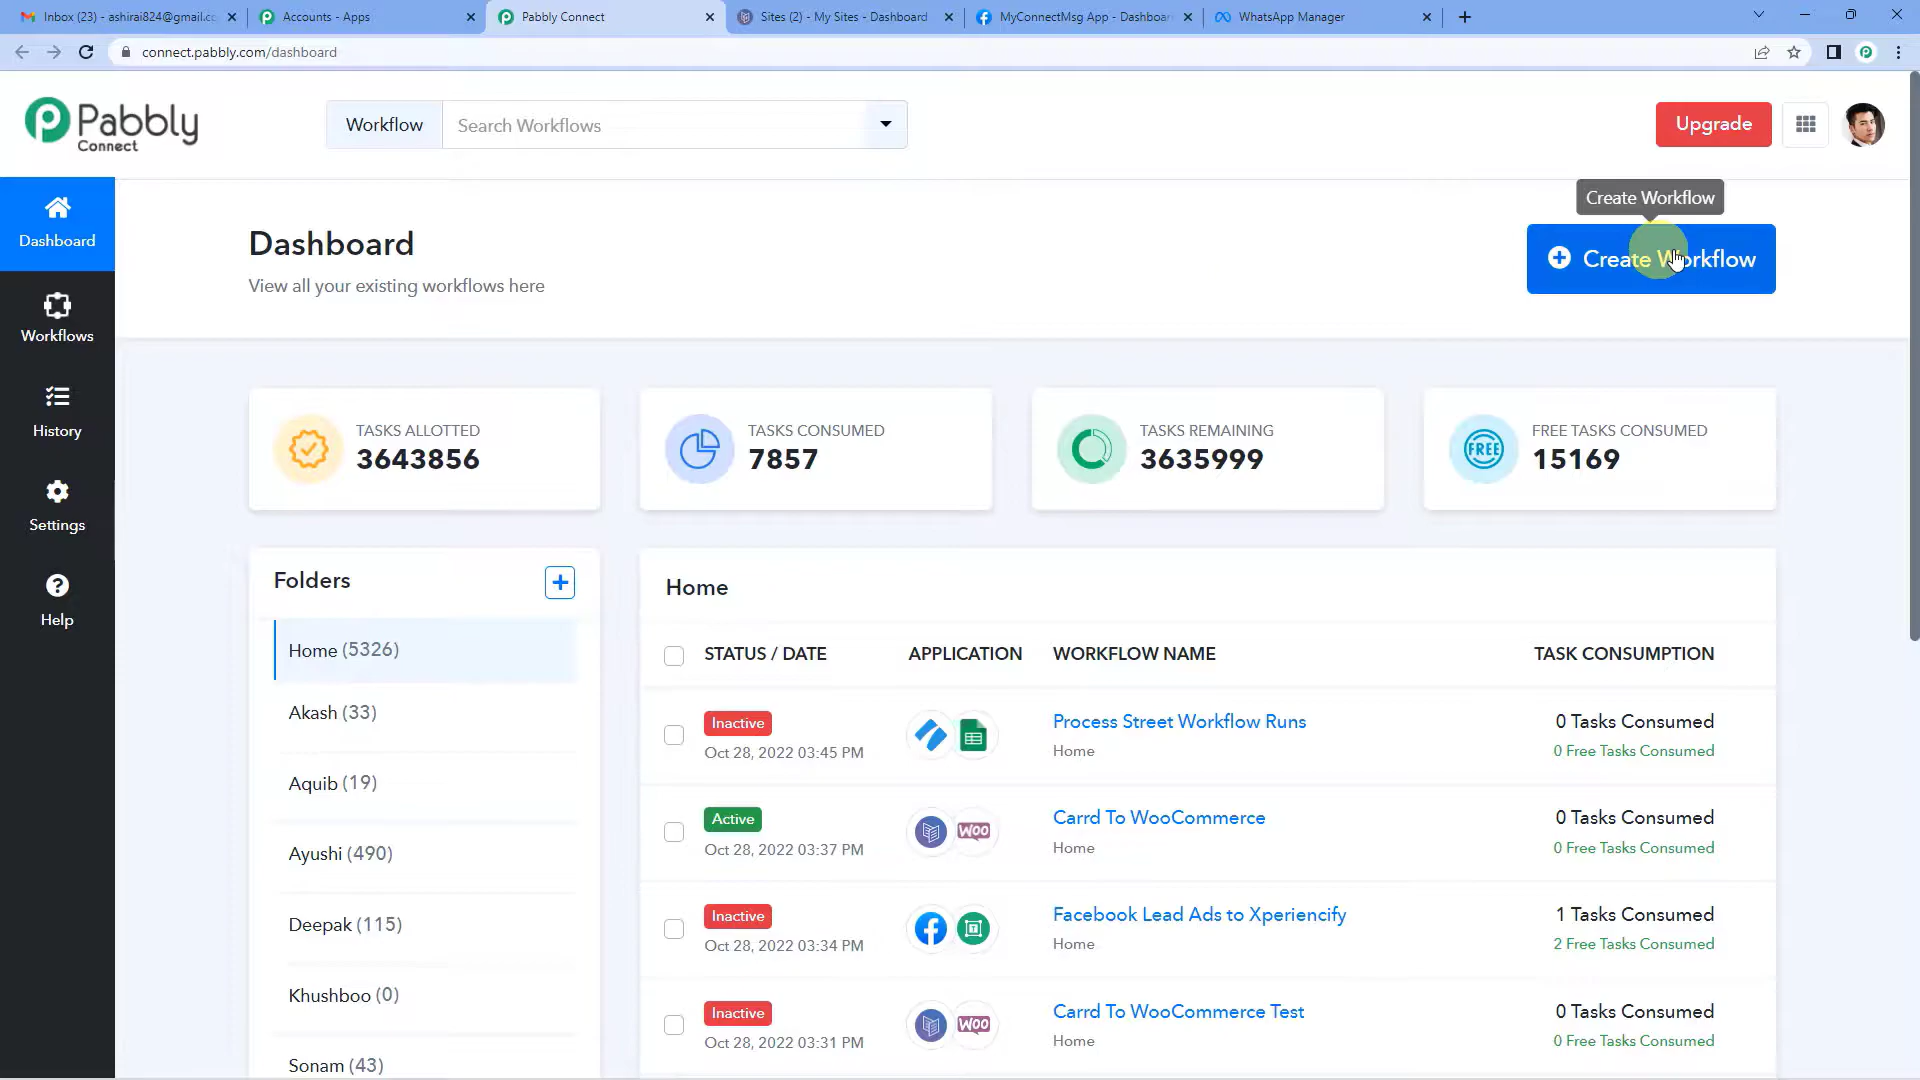 Inbox (23) - ashirai824@gmail.cc
Accounts - Apps
Pabbly Connect
Sites (2) - My Sites - Dashboard
MyConnectMsg App - Dashboar
WhatsApp Manager
connect.pabbly.com/dashboard
Pabbly
Connect
Workflow
Search Workflows
Upgrade
Create Workflow
Dashboard
View all your existing workflows here
Create Workflow
Dashboard
Workflows
History
Settings
Help
TASKS ALLOTTED
3643856
TASKS CONSUMED
7857
TASKS REMAINING
3635999
FREE
FREE TASKS CONSUMED
15169
Folders
Home (5326)
Akash (33)
Aquib (19)
Ayushi (490)
Deepak (115)
Khushboo (0)
Sonam (43)
Home
STATUS / DATE APPLICATION WORKFLOW NAME TASK CONSUMPTION
Inactive
Oct 28, 2022 03:45 PM
Process Street Workflow Runs
Home
0 Tasks Consumed
0 Free Tasks Consumed
Active
Oct 28, 2022 03:37 PM
WOO
Carrd To WooCommerce
Home
0 Tasks Consumed
0 Free Tasks Consumed
Inactive
Oct 28, 2022 03:34 PM
Facebook Lead Ads to Xperiencify
Home
1 Tasks Consumed
2 Free Tasks Consumed
Inactive
Oct 28, 2022 03:31 PM
WOO
Carrd To WooCommerce Test
Home
0 Tasks Consumed
0 Free Tasks Consumed